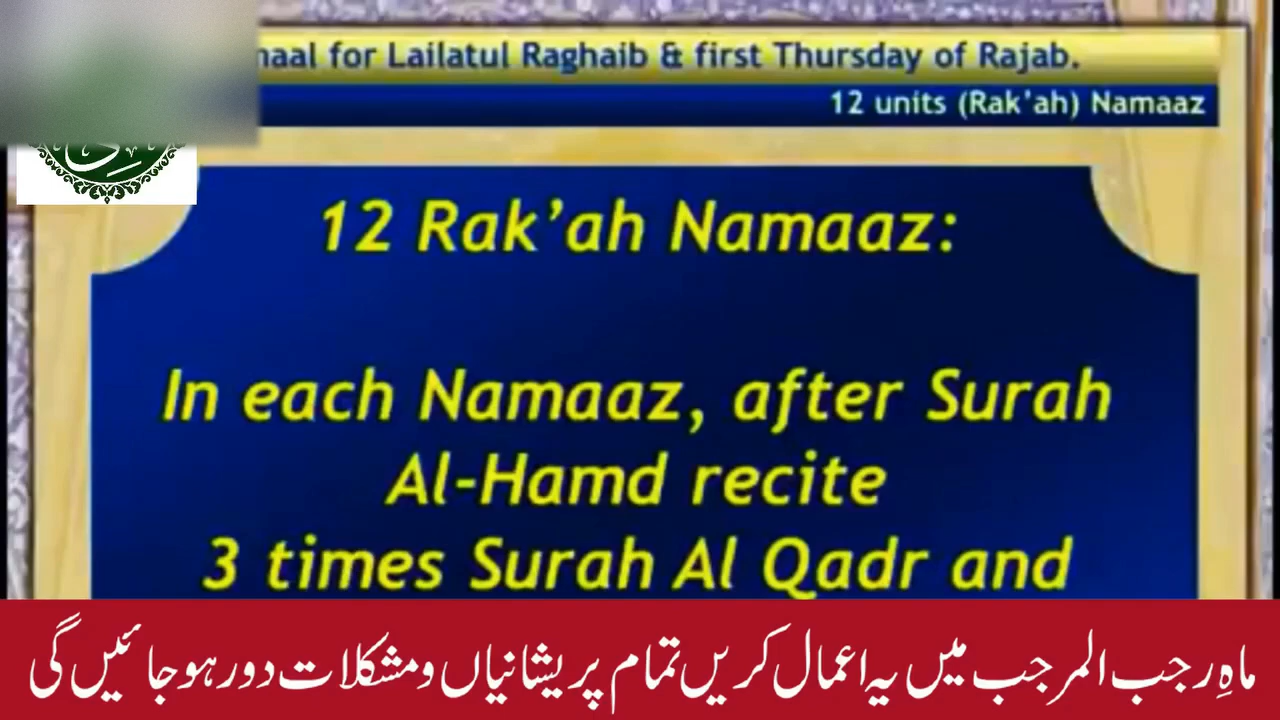 for Lailatul Raghaib & first Thursday of Rajab.
12 units (Rak'ah) Namaaz
12 Rak'ah Namaaz:
In each Namaaz, after Surah
Al-Hamd recite
3 times Surah Al Qadr and
ماہِ رجب المرجب میں یہ اعمال کریں تمام پریشانیاں و مشکلات دور ہو جائیں گی